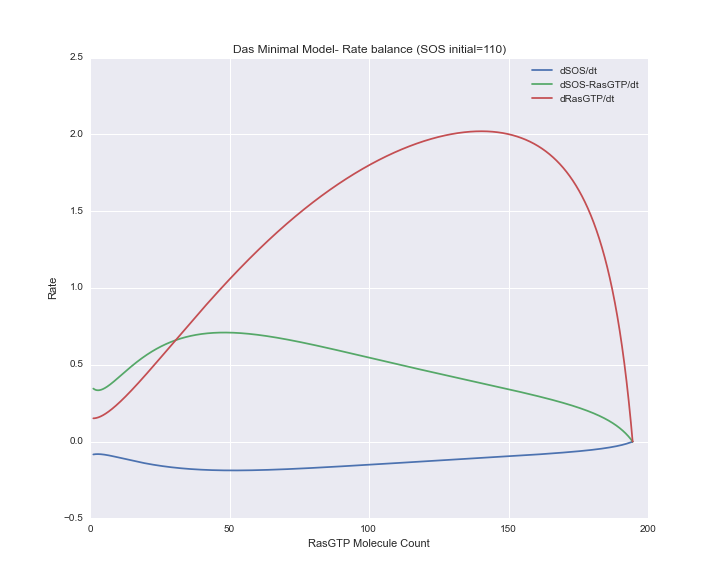 Das Minimal Model- Rate balance (SOS initial=110)
2.5
2.0
1.5
1.0
0.5
0.0
−0.5
Rate
dSOS/dt
dSOS-RasGTP/dt
dRasGTP/dt
0
50
100
150
200
RasGTP Molecule Count